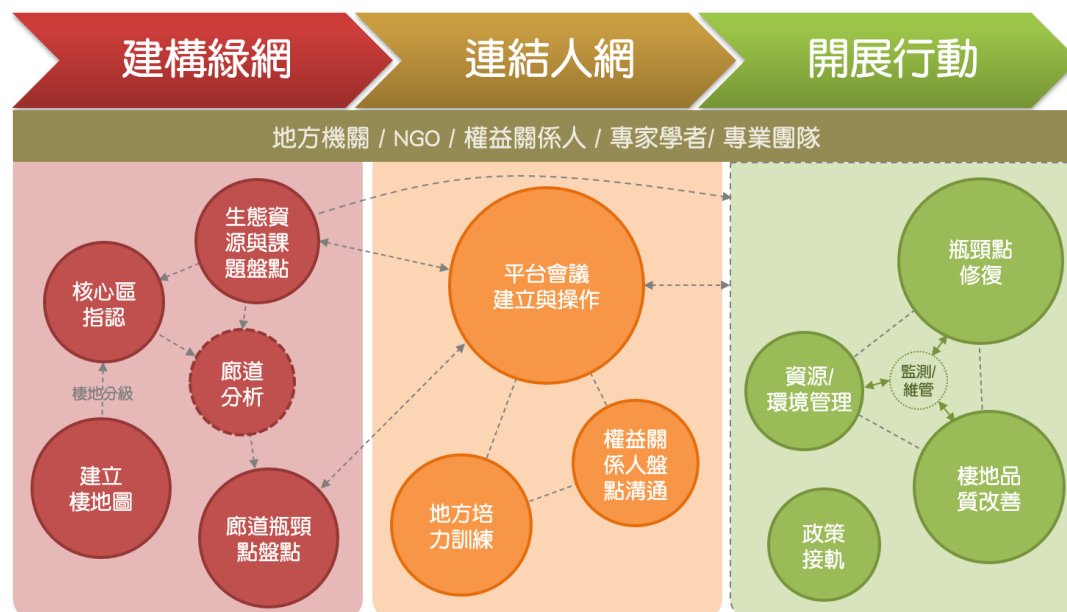 建構綠網
連結人網
開展行動
地方機關 / NGO / 權益關係人 / 專家學者/ 專業團隊
生態資
源與課
題盤點
核心區
指認
廊道
分析
棲地分級
建立
棲地圖
廊道瓶頸
點盤點
平台會議
建立與操作
權益關
係人盤
點溝通
地方培
力訓練
瓶頸點
修復
資源/
環境管理
監測/
維管
棲地品
質改善
政策
接軌